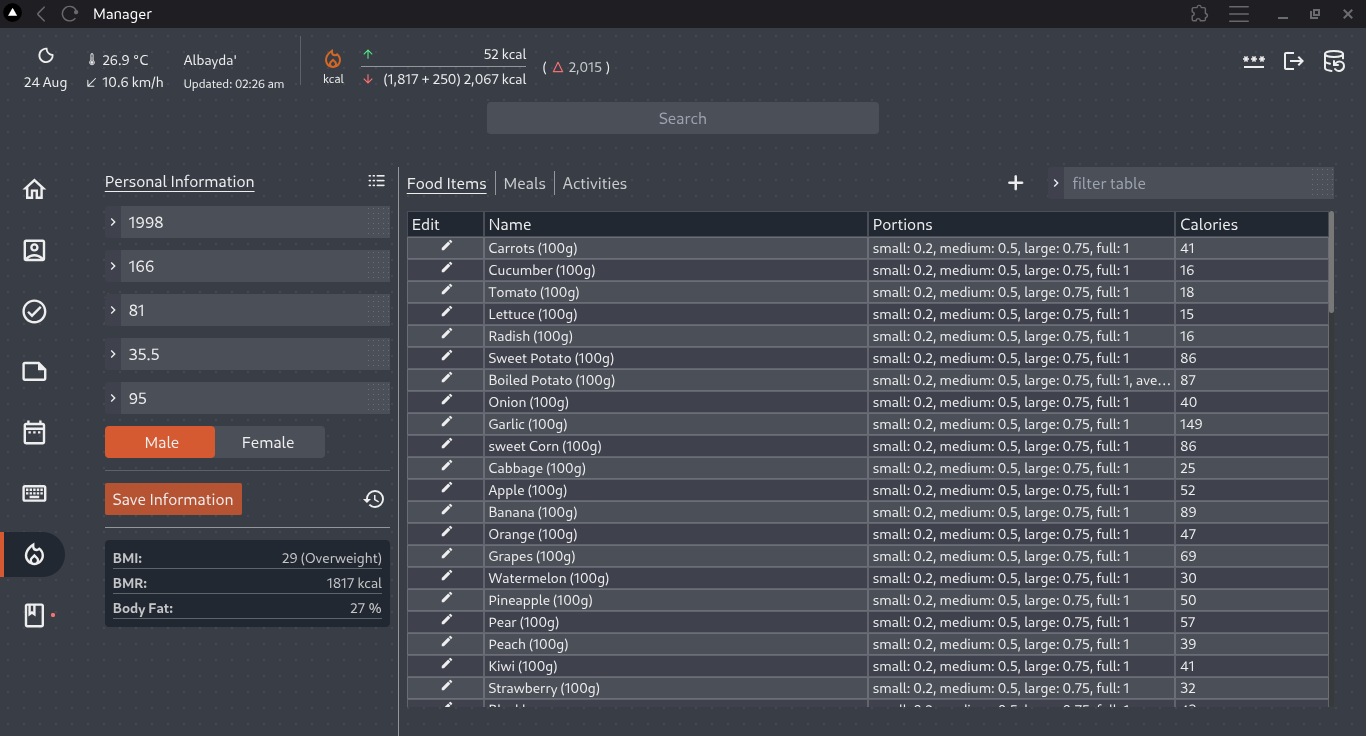 Manager
24 Aug
26.9 °C
10.6 km/h
Albayda'
Updated: 02:26 am
kcal
52 kcal
(1,817 + 250) 2,067 kcal
( △ 2,015 )
***
Search
Personal Information
1998
166
81
35.5
95
Male Female
Save Information
BMI: 29 (Overweight)
BMR: 1817 kcal
Body Fat: 27 %
Food Items Meals Activities
filter table
Edit Name Portions Calories
Carrots (100g) small: 0.2, medium: 0.5, large: 0.75, full: 1 41
Cucumber (100g) small: 0.2, medium: 0.5, large: 0.75, full: 1 16
Tomato (100g) small: 0.2, medium: 0.5, large: 0.75, full: 1 18
Lettuce (100g) small: 0.2, medium: 0.5, large: 0.75, full: 1 15
Radish (100g) small: 0.2, medium: 0.5, large: 0.75, full: 1 16
Sweet Potato (100g) small: 0.2, medium: 0.5, large: 0.75, full: 1 86
Boiled Potato (100g) small: 0.2, medium: 0.5, large: 0.75, full: 1, ave... 87
Onion (100g) small: 0.2, medium: 0.5, large: 0.75, full: 1 40
Garlic (100g) small: 0.2, medium: 0.5, large: 0.75, full: 1 149
sweet Corn (100g) small: 0.2, medium: 0.5, large: 0.75, full: 1 86
Cabbage (100g) small: 0.2, medium: 0.5, large: 0.75, full: 1 25
Apple (100g) small: 0.2, medium: 0.5, large: 0.75, full: 1 52
Banana (100g) small: 0.2, medium: 0.5, large: 0.75, full: 1 89
Orange (100g) small: 0.2, medium: 0.5, large: 0.75, full: 1 47
Grapes (100g) small: 0.2, medium: 0.5, large: 0.75, full: 1 69
Watermelon (100g) small: 0.2, medium: 0.5, large: 0.75, full: 1 30
Pineapple (100g) small: 0.2, medium: 0.5, large: 0.75, full: 1 50
Pear (100g) small: 0.2, medium: 0.5, large: 0.75, full: 1 57
Peach (100g) small: 0.2, medium: 0.5, large: 0.75, full: 1 39
Kiwi (100g) small: 0.2, medium: 0.5, large: 0.75, full: 1 41
Strawberry (100g) small: 0.2, medium: 0.5, large: 0.75, full: 1 32